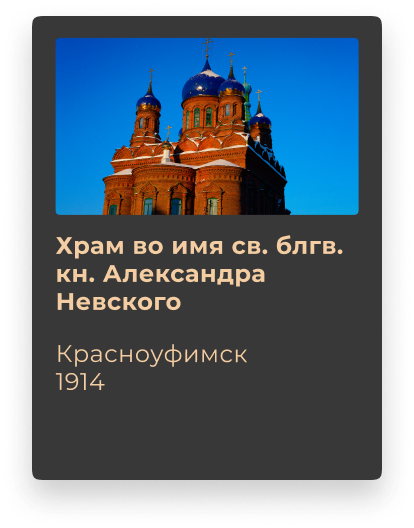 Храм во имя св. блгв.
кн. Александра
Невского
Красноуфимск
1914